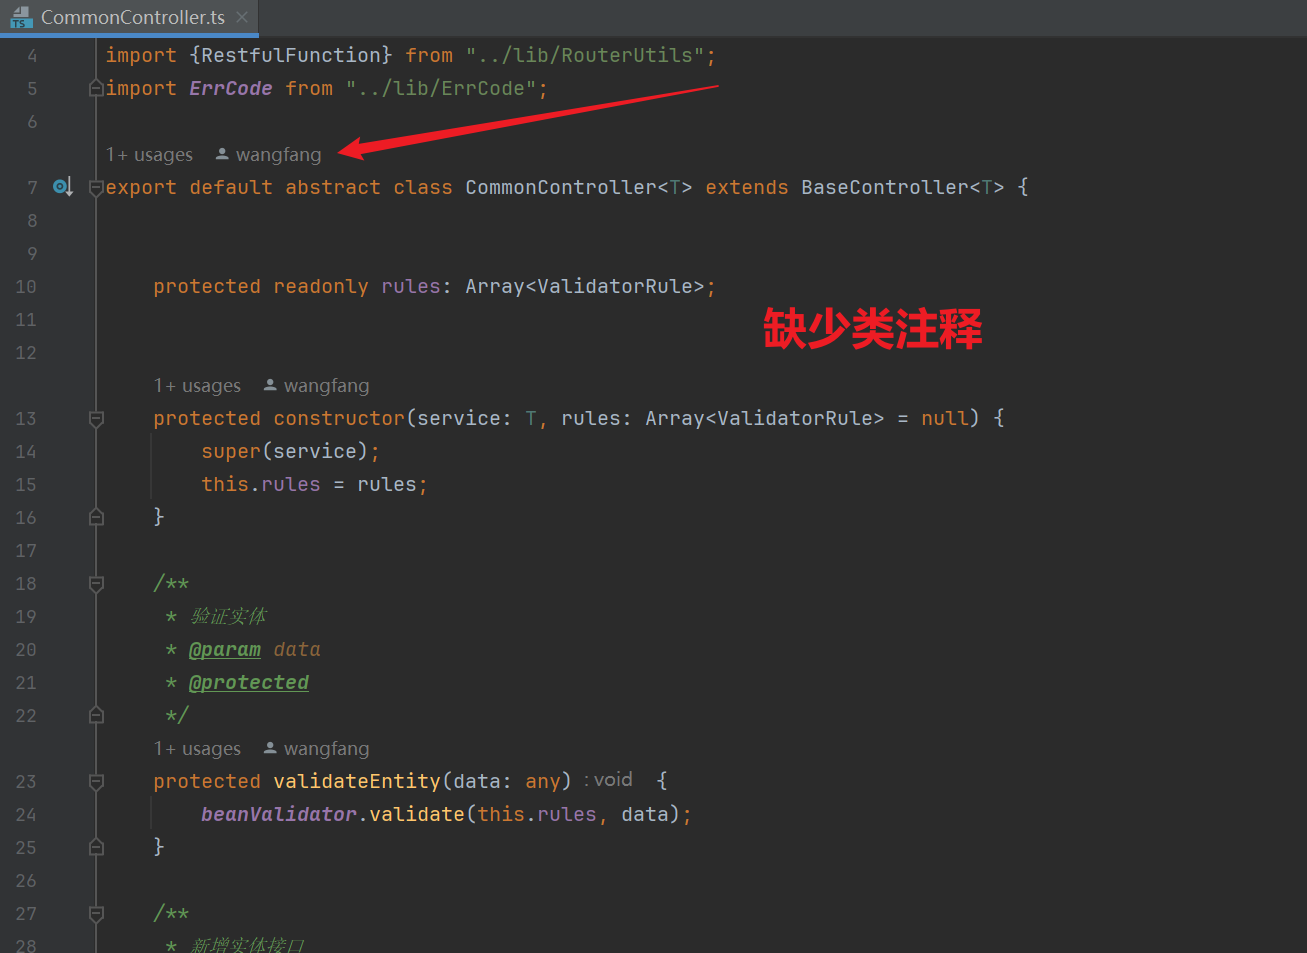 CommonController.ts
4 import {RestfulFunction} from "../lib/RouterUtils";
5 import ErrCode from "../lib/ErrCode";
6
1+ usages wangfang
7 export default abstract class CommonController<T> extends BaseController<T> {
8
9
10 protected readonly rules: Array<ValidatorRule>;
11
缺少类注释
12
1+ usages wangfang
13 protected constructor(service: T, rules: Array<ValidatorRule> = null) {
14 super(service);
15 this.rules = rules;
16 }
17
18 /**
19 * 验证实体
20 * @param data
21 * @protected
22 */
1+ usages wangfang
23 protected validateEntity(data: any) : void {
24 beanValidator.validate(this.rules, data);
25 }
26
27 /**
28 * 新增实体接口